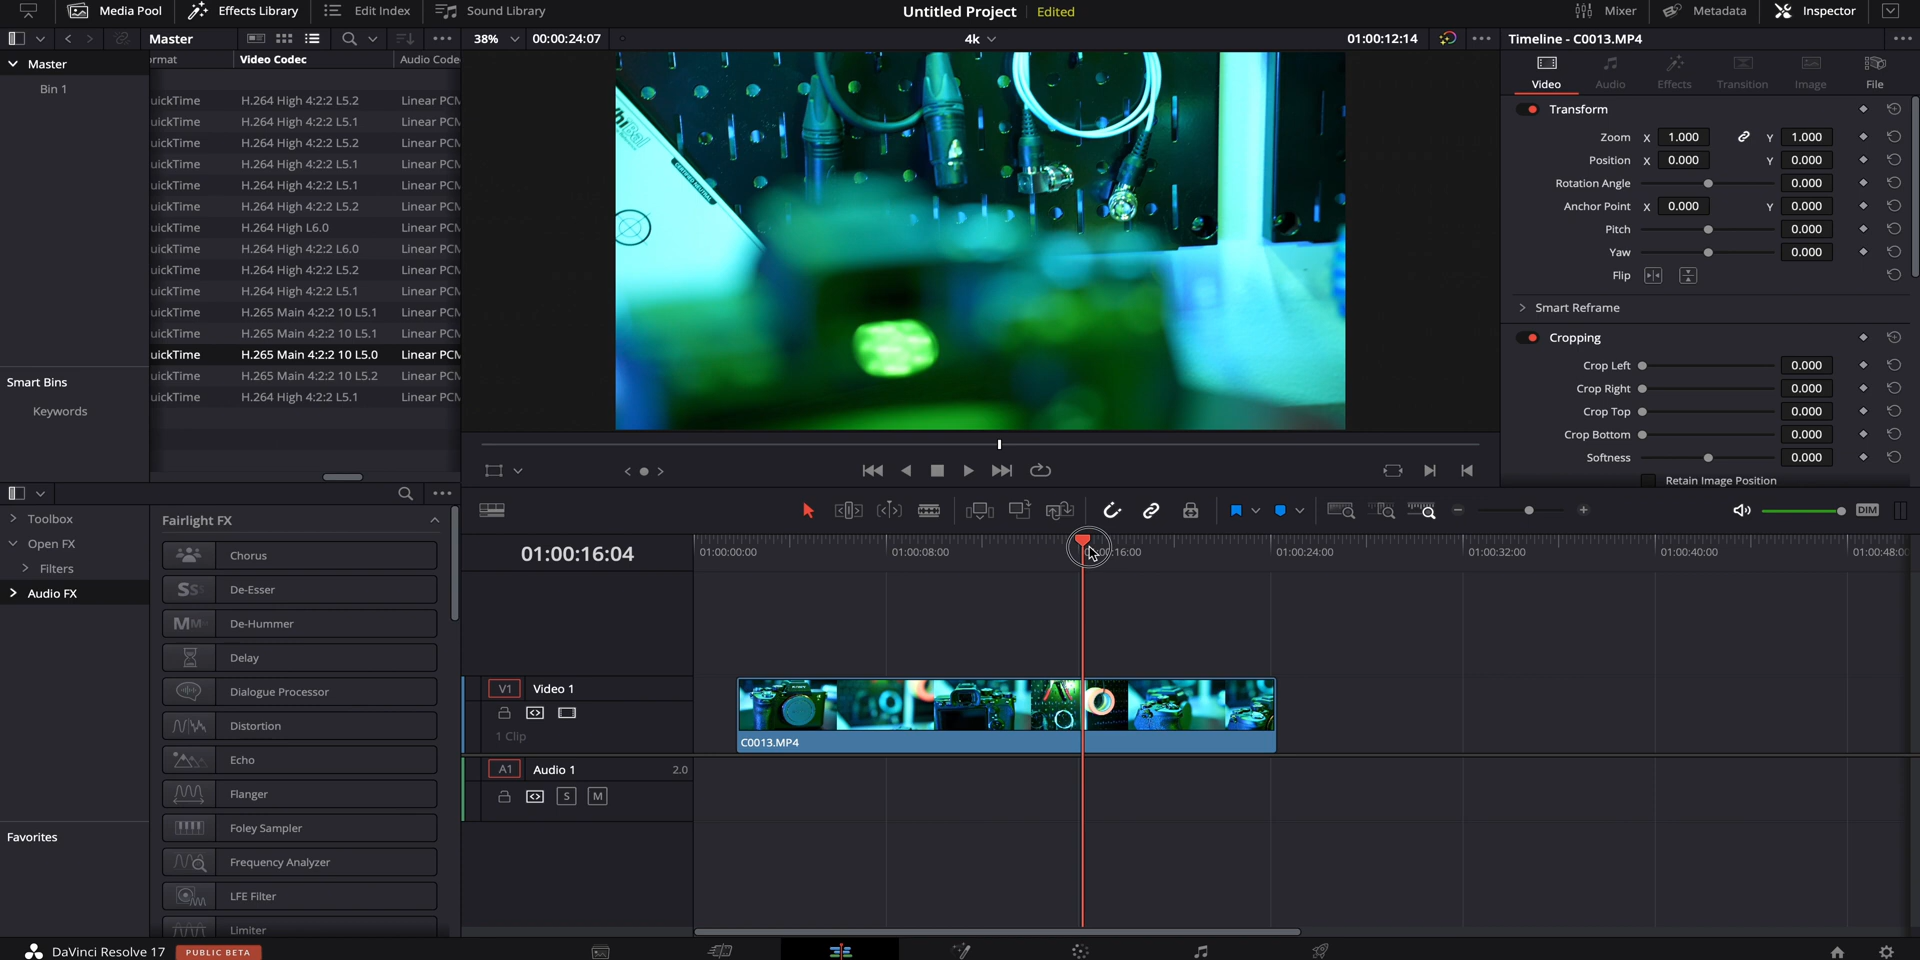 Media Pool
Effects Library
Edit Index
Sound Library
Untitled Project
Edited
Mixer
Metadata
Inspector
Master
38%
00:00:24:07
4k
01:00:12:14
Timeline - C0013.MP4
Master
Bin 1
Smart Bins
Keywords
ormat
Video Codec
Audio Code
uickTime
H.264 High 4:2:2 L5.2
Linear PCM
uickTime
H.264 High 4:2:2 L5.1
Linear PCM
uickTime
H.264 High 4:2:2 L5.2
Linear PCM
uickTime
H.264 High 4:2:2 L5.1
Linear PCM
uickTime
H.264 High 4:2:2 L5.1
Linear PCM
uickTime
H.264 High 4:2:2 L5.2
Linear PCM
uickTime
H.264 High L6.0
Linear PCM
uickTime
H.264 High 4:2:2 L6.0
Linear PCM
uickTime
H.264 High 4:2:2 L5.2
Linear PCM
uickTime
H.264 High 4:2:2 L5.1
Linear PCM
uickTime
H.265 Main 4:2:2 10 L5.1
Linear PCM
uickTime
H.265 Main 4:2:2 10 L5.1
Linear PCM
uickTime
H.265 Main 4:2:2 10 L5.0
Linear PCM
uickTime
H.265 Main 4:2:2 10 L5.2
Linear PCM
uickTime
H.264 High 4:2:2 L5.1
Linear PCM
Video
Audio
Effects
Transition
Image
File
Transform
Zoom X 1.000 Y 1.000
Position X 0.000 Y 0.000
Rotation Angle 0.000
Anchor Point X 0.000 Y 0.000
Pitch 0.000
Yaw 0.000
Flip
Smart Reframe
Cropping
Crop Left 0.000
Crop Right 0.000
Crop Top 0.000
Crop Bottom 0.000
Softness 0.000
Retain Image Position
Toolbox
Open FX
Filters
Audio FX
Favorites
Fairlight FX
Chorus
De-Esser
De-Hummer
Delay
Dialogue Processor
Distortion
Echo
Flanger
Foley Sampler
Frequency Analyzer
LFE Filter
Limiter
DIM
01:00:16:04
01:00:00:00
01:00:08:00
:16:00
01:00:24:00
01:00:32:00
01:00:40:00
01:00:48:00
V1
Video 1
1 Clip
C0013.MP4
A1
Audio 1
2.0
S
M
DaVinci Resolve 17
PUBLIC BETA